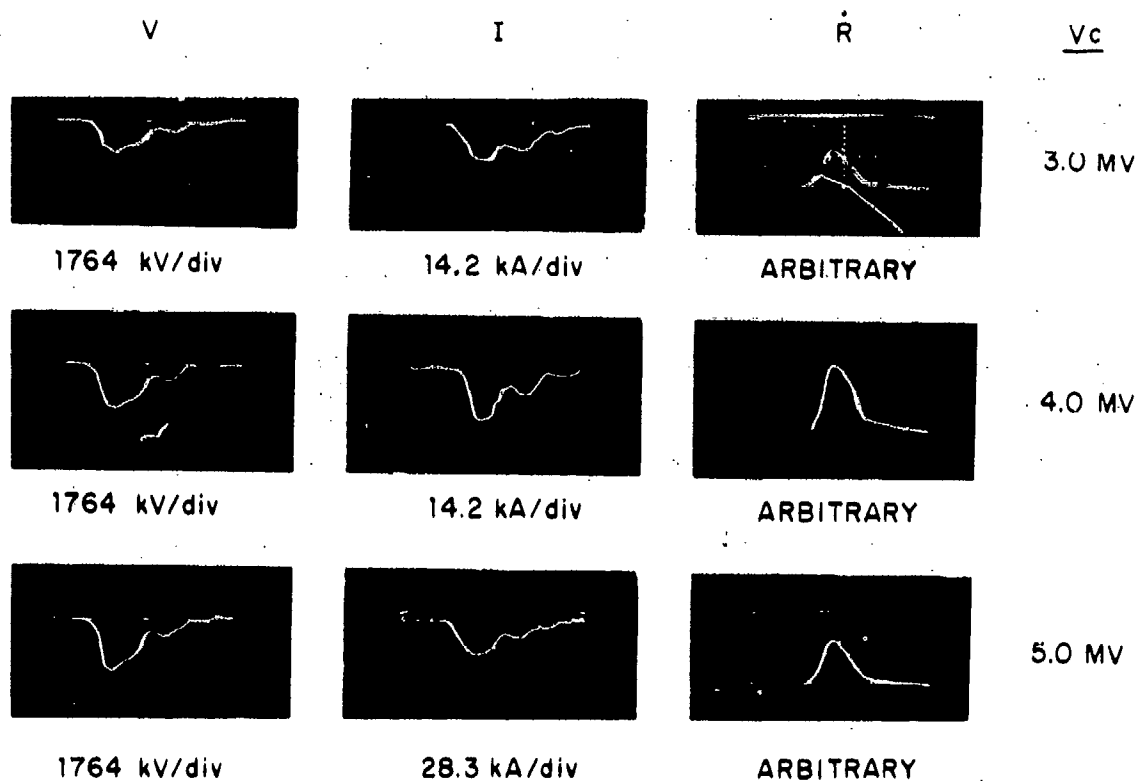 V I Ṙ Vc
3.0 MV
1764 kV/div 14.2 kA/div ARBITRARY
4.0 MV
1764 kV/div 14.2 kA/div ARBITRARY
5.0 MV
1764 kV/div 28.3 kA/div ARBITRARY